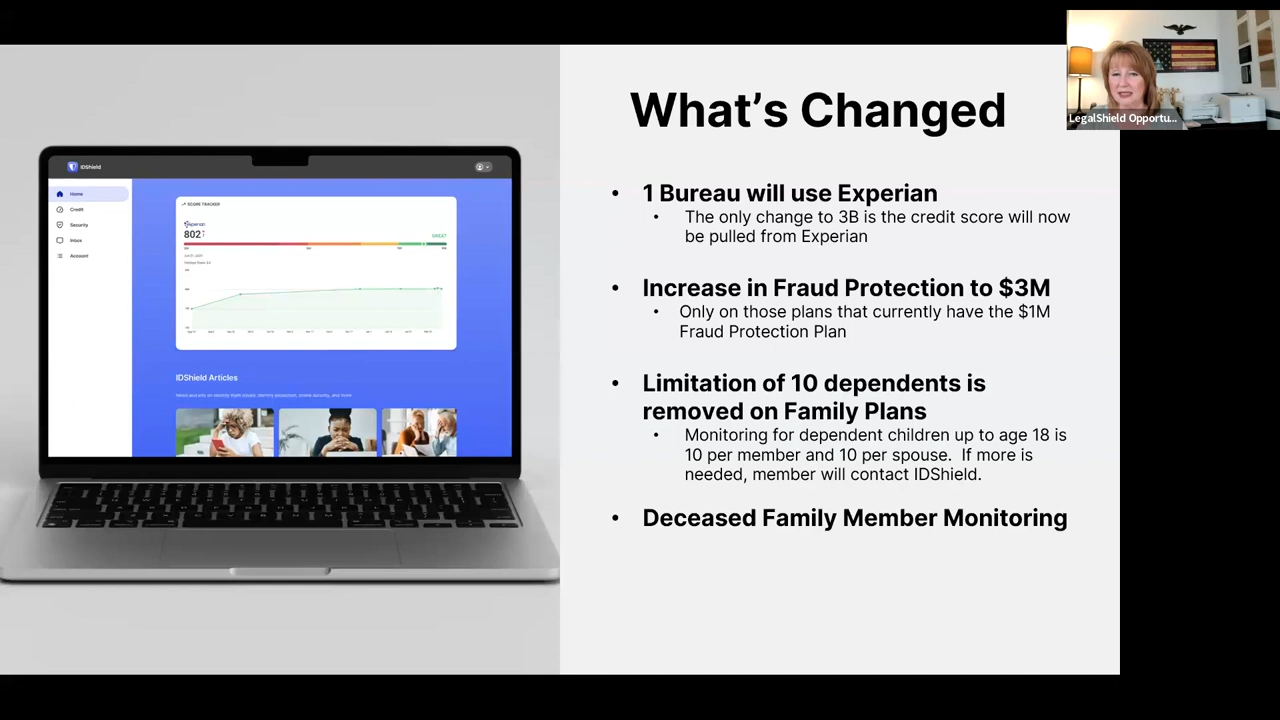 What's Changed
LegalShield Opportu...
• 1 Bureau will use Experian
• The only change to 3B is the credit score will now
be pulled from Experian
• Increase in Fraud Protection to $3M
• Only on those plans that currently have the $1M
Fraud Protection Plan
• Limitation of 10 dependents is
removed on Family Plans
• Monitoring for dependent children up to age 18 is
10 per member and 10 per spouse. If more is
needed, member will contact IDShield.
• Deceased Family Member Monitoring
IDShield
Home
Credit
Security
Inbox
Account
SCORE TRACKER
experian
802
GREAT
IDShield Articles